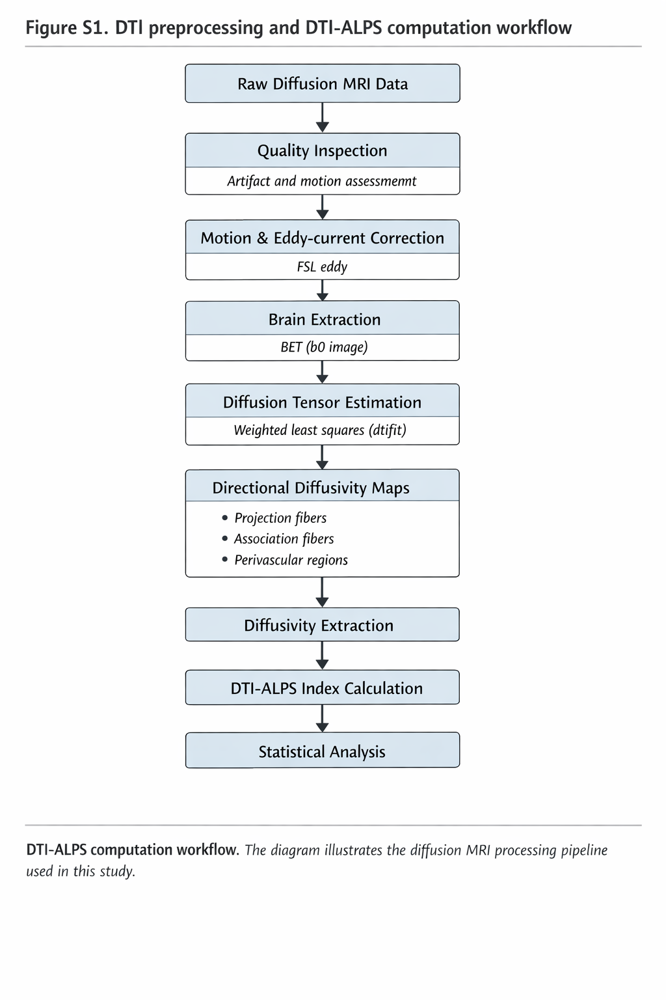 Figure S1. DTI preprocessing and DTI-ALPS computation workflow
Raw Diffusion MRI Data
Quality Inspection
Artifact and motion assessmemnt
Motion & Eddy-current Correction
FSL eddy
Brain Extraction
BET (b0 image)
Diffusion Tensor Estimation
Weighted least squares (dtifit)
Directional Diffusivity Maps
• Projection fibers
• Association fibers
• Perivascular regions
Diffusivity Extraction
DTI-ALPS Index Calculation
Statistical Analysis
DTI-ALPS computation workflow. The diagram illustrates the diffusion MRI processing pipeline
used in this study.